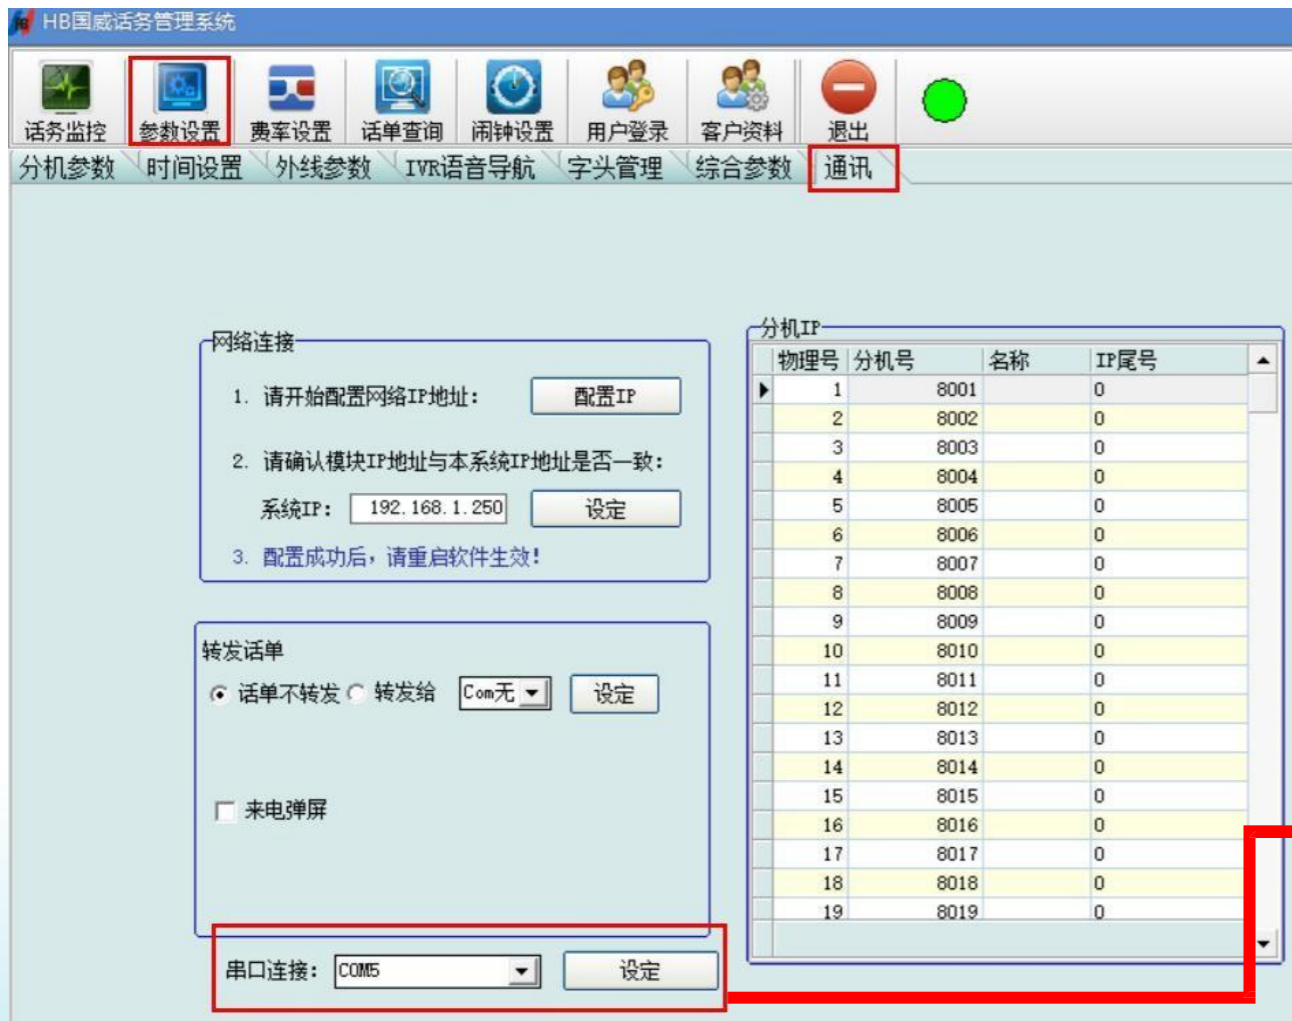 HB国威话务管理系统
话务监控 参数设置 费率设置 话单查询 闹钟设置 用户登录 客户资料 退出
分机参数 时间设置 外线参数 IVR语音导航 字头管理 综合参数 通讯
网络连接
1. 请开始配置网络IP地址: 配置IP
2. 请确认模块IP地址与本系统IP地址是否一致:
系统IP: 192.168.1.250 设定
3. 配置成功后,请重启软件生效!
转发话单
话单不转发 转发给 Com无 设定
来电弹屏
串口连接: COM5 设定
分机IP
物理号 分机号 名称 IP尾号
1 8001 0
2 8002 0
3 8003 0
4 8004 0
5 8005 0
6 8006 0
7 8007 0
8 8008 0
9 8009 0
10 8010 0
11 8011 0
12 8012 0
13 8013 0
14 8014 0
15 8015 0
16 8016 0
17 8017 0
18 8018 0
19 8019 0